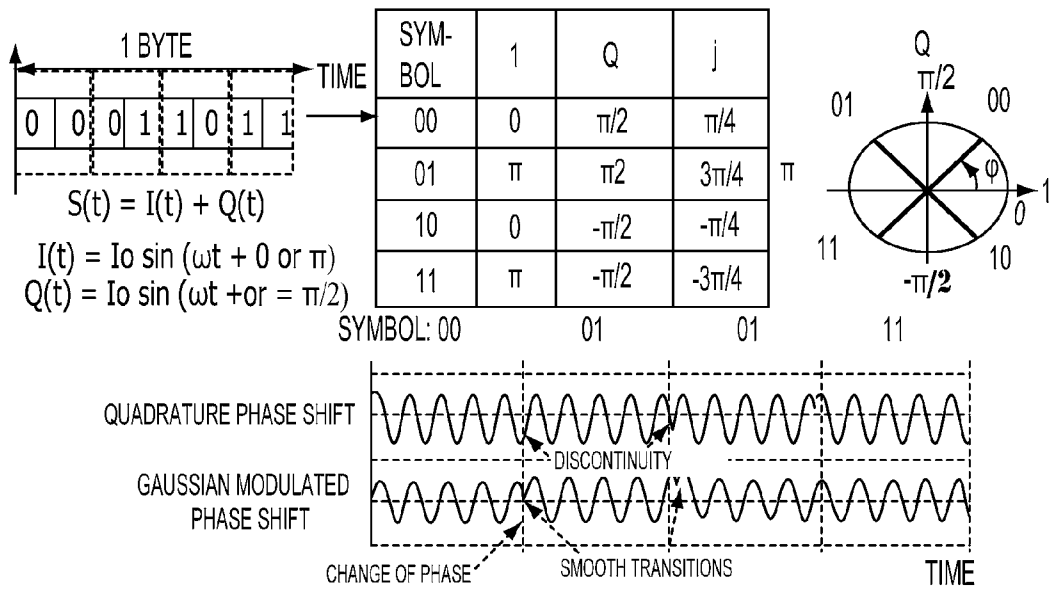 1 BYTE
TIME
0 0 0 1 1 0 1 1
S(t) = I(t) + Q(t)
I(t) = Io sin (ωt + 0 or π)
Q(t) = Io sin (ωt +or = π/2)
SYM-
BOL 1 Q j
00 0 π/2 π/4
01 π π2 3π/4
10 0 -π/2 -π/4
11 π -π/2 -3π/4
π
Q
π/2
01 00
φ
1
0
11 10
-π/2
SYMBOL: 00 01 01 11
QUADRATURE PHASE SHIFT
DISCONTINUITY
GAUSSIAN MODULATED
PHASE SHIFT
CHANGE OF PHASE
SMOOTH TRANSITIONS
TIME